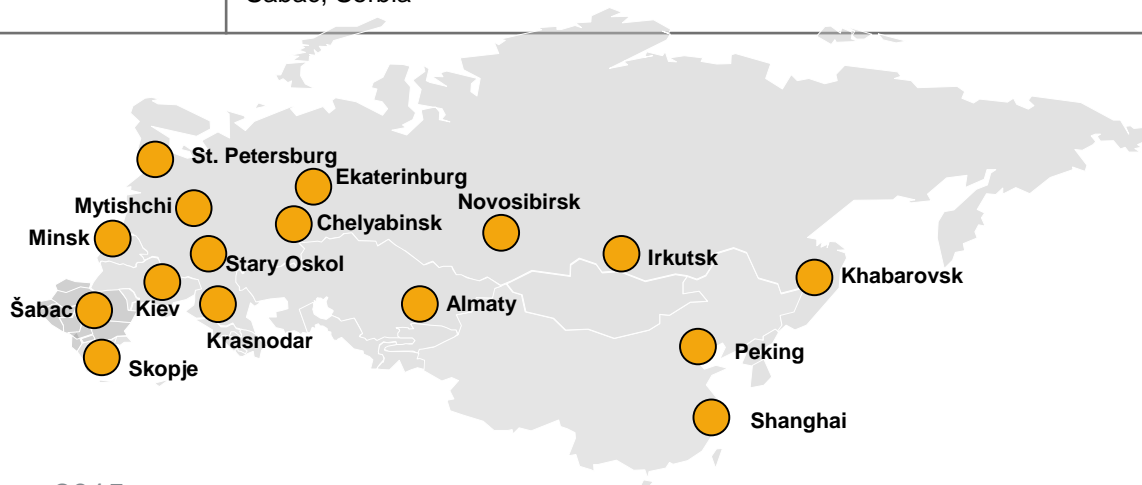 St. Petersburg
Ekaterinburg
Mytishchi
Novosibirsk
Chelyabinsk
Minsk
Irkutsk
Stary Oskol
Khabarovsk
Šabac
Kiev
Almaty
Krasnodar
Peking
Skopje
Shanghai